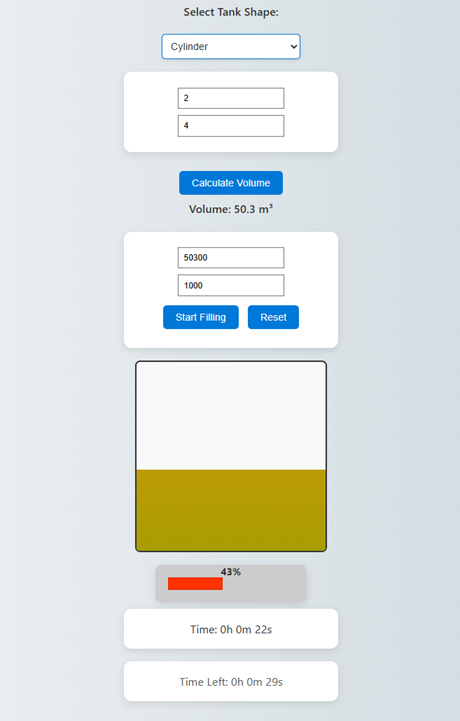 Select Tank Shape:
Cylinder
2
4
Calculate Volume
Volume: 50.3 m³
50300
1000
Start Filling Reset
43%
Time: 0h 0m 22s
Time Left: 0h 0m 29s